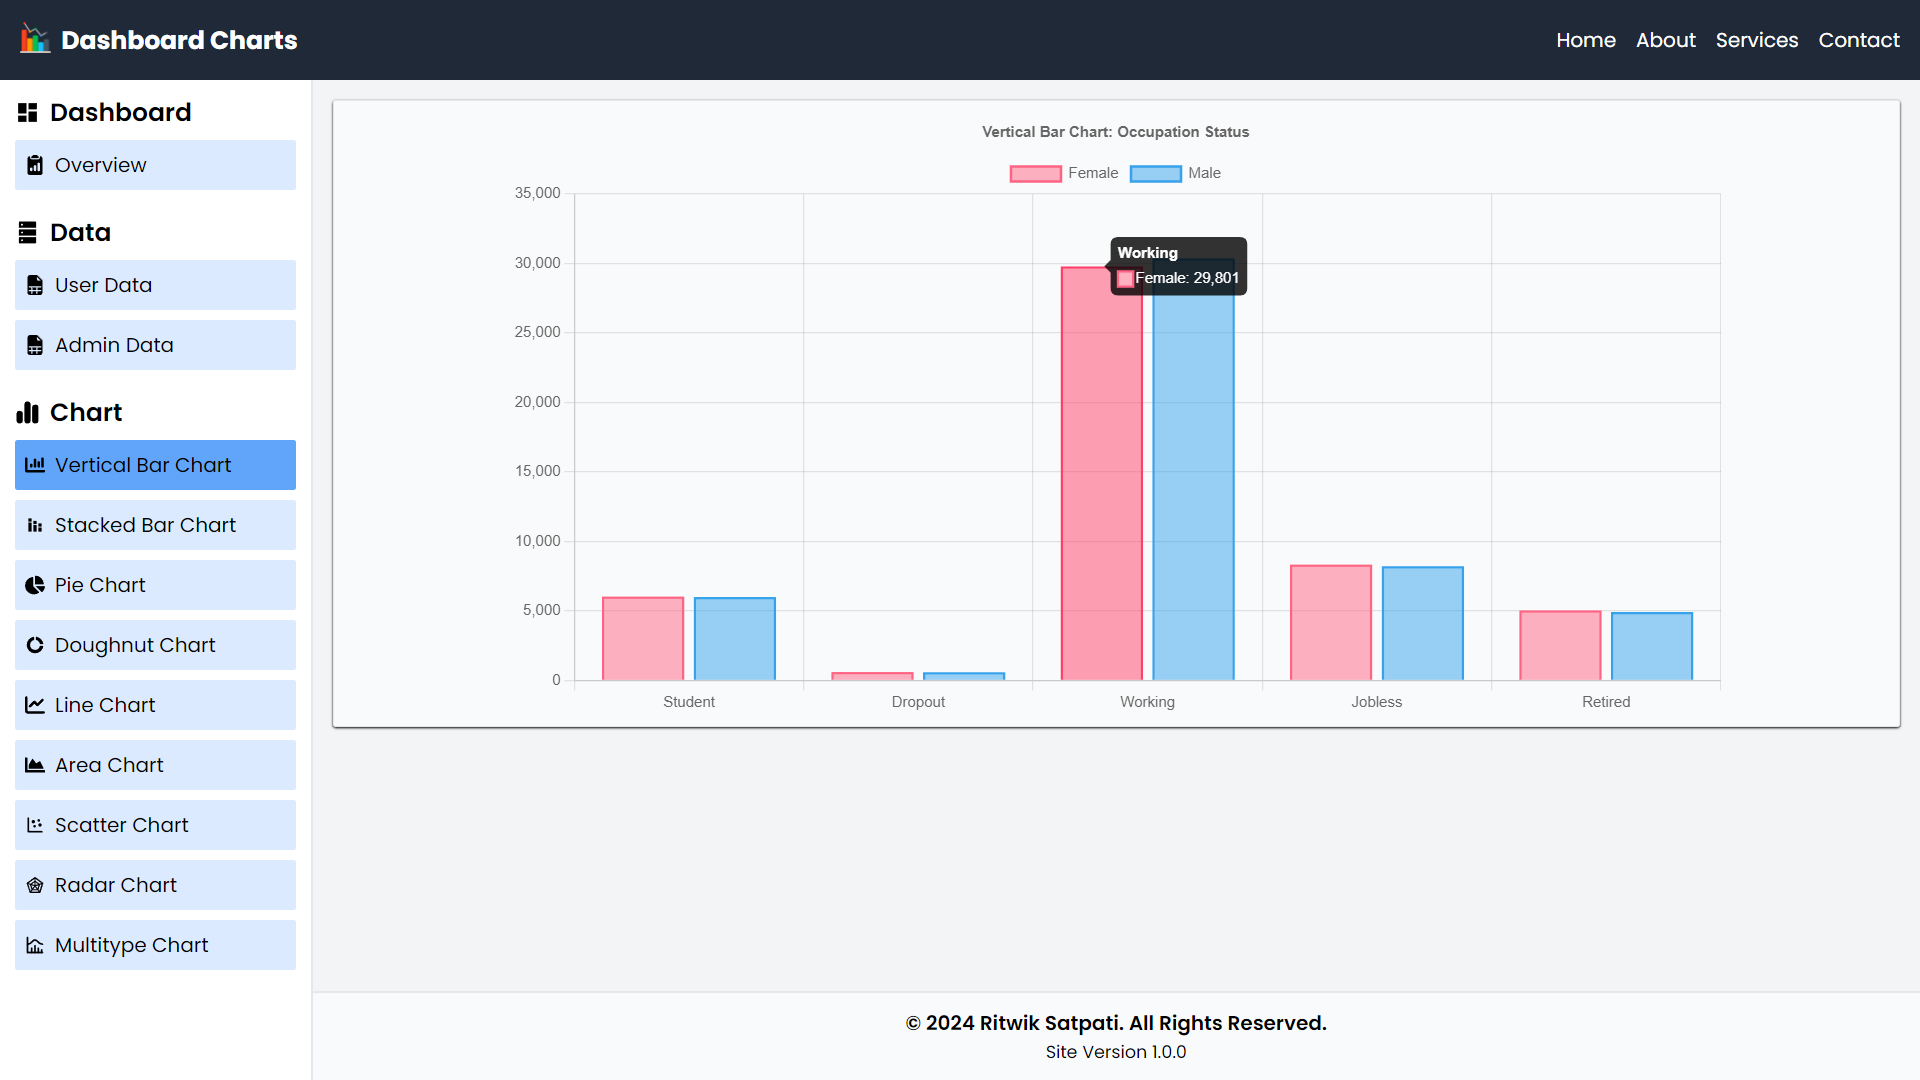 Dashboard Charts
Home About Services Contact
Dashboard
Overview
Data
User Data
Admin Data
Chart
Vertical Bar Chart
Stacked Bar Chart
Pie Chart
Doughnut Chart
Line Chart
Area Chart
Scatter Chart
Radar Chart
Multitype Chart
Vertical Bar Chart: Occupation Status
Female Male
35,000
30,000
25,000
20,000
15,000
10,000
5,000
0
Working
Female: 29,801
Student Dropout Working Jobless Retired
© 2024 Ritwik Satpati. All Rights Reserved.
Site Version 1.0.0